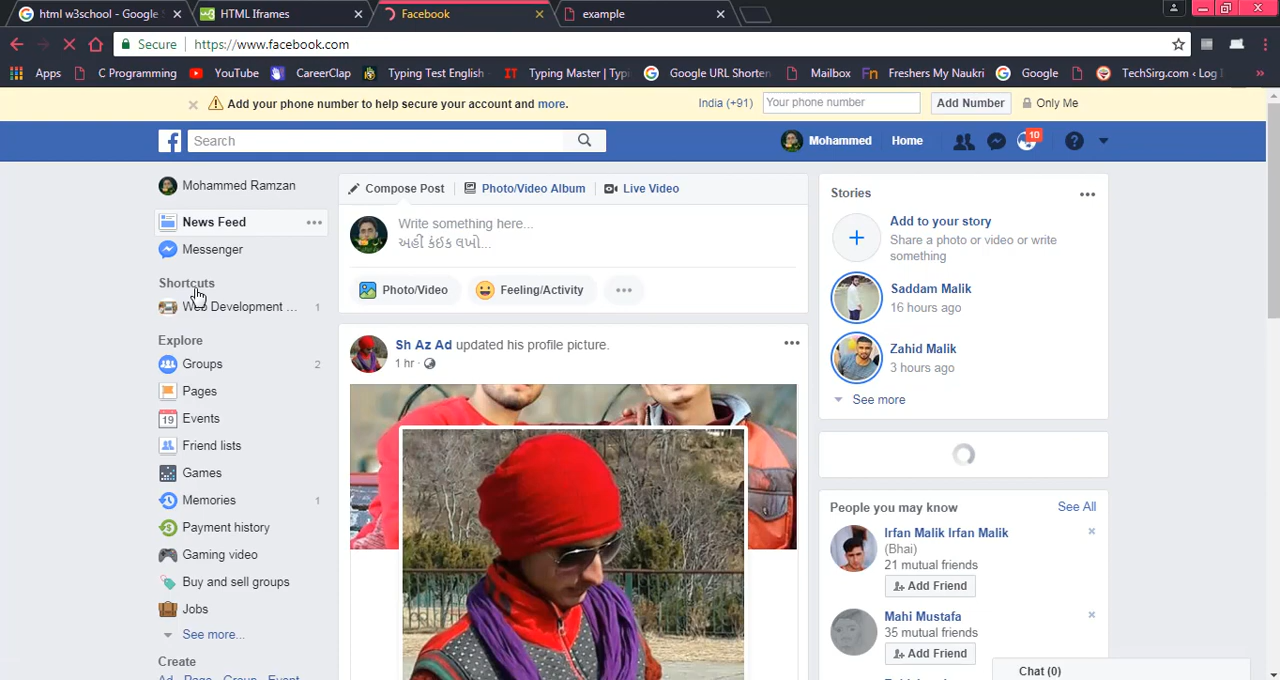 html w3school - Google
HTML Iframes
Facebook
example
Secure
https://www.facebook.com
Apps
C Programming
YouTube
CareerClap
Typing Test English
Typing Master | Typi
Google URL Shorten
Mailbox
Freshers My Naukri
Google
TechSirg.com ‹ Log I
Add your phone number to help secure your account and more.
India (+91)
Your phone number
Add Number
Only Me
Search
Mohammed
Home
10
Mohammed Ramzan
News Feed
Messenger
Shortcuts
Web Development ... 1
Explore
Groups 2
Pages
19 Events
Friend lists
Games
Memories 1
Payment history
Gaming video
Buy and sell groups
Jobs
See more...
Create
Ad Page Group Event
Compose Post
Photo/Video Album
Live Video
Write something here...
અહીં કંઈક લખો...
Photo/Video
Feeling/Activity
Sh Az Ad updated his profile picture.
1 hr
Stories
Add to your story
Share a photo or video or write
something
Saddam Malik
16 hours ago
Zahid Malik
3 hours ago
See more
People you may know
See All
Irfan Malik Irfan Malik
(Bhai)
21 mutual friends
Add Friend
Mahi Mustafa
35 mutual friends
Add Friend
Chat (0)